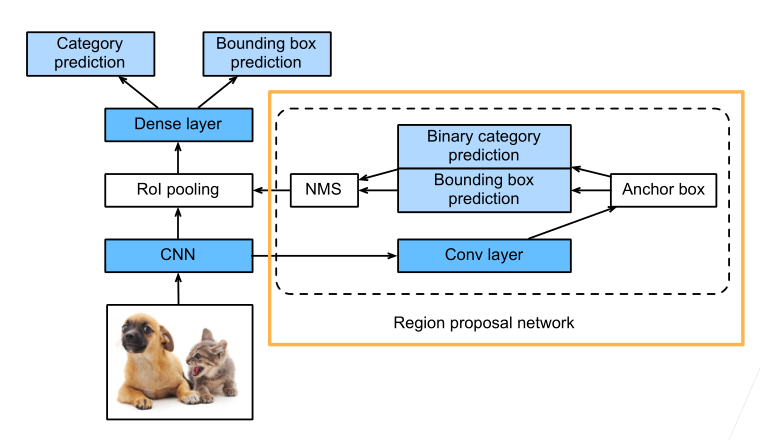 Category
prediction
Bounding box
prediction
Dense layer
Binary category
prediction
RoI pooling
NMS
Bounding box
prediction
Anchor box
CNN
Conv layer
Region proposal network